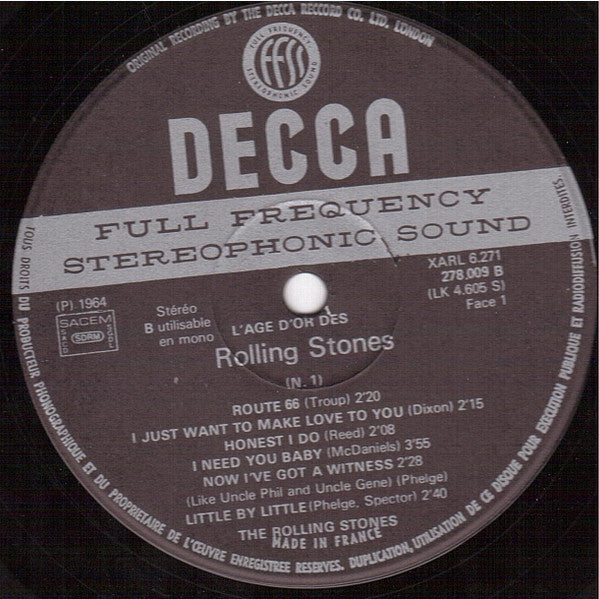 ORIGINAL RECORDING BY THE DECCA RECCORD CO. LTD, LONDON
FULL FREQUENCY
FFSS
STEREOPHONIC SOUND
DECCA
FULL FREQUENCY
STEREOPHONIC SOUND
XARL 6.271
278.009 B
(LK 4.605 S)
Face 1
(P) 1964
SACEM
SDRM
Stéréo
B utilisable
en mono
L'AGE D'OR DES
Rolling Stones
(N. 1)
ROUTE 66 (Troup) 2'20
I JUST WANT TO MAKE LOVE TO YOU (Dixon) 2'15
HONEST I DO (Reed) 2'08
I NEED YOU BABY (McDaniels) 3'55
NOW I'VE GOT A WITNESS 2'28
(Like Uncle Phil and Uncle Gene) (Phelge)
LITTLE BY LITTLE (Phelge, Spector) 2'40
THE ROLLING STONES
MADE IN FRANCE
TOUS DROITS DU PRODUCTEUR PHONOGRAPHIQUE ET DU PROPRIETAIRE DE L'ŒUVRE ENREGISTREE RESERVES. DUPLICATION, UTILISATION DE CE DISQUE POUR EXECUTION PUBLIQUE ET RADIODIFFUSION INTERDITES.